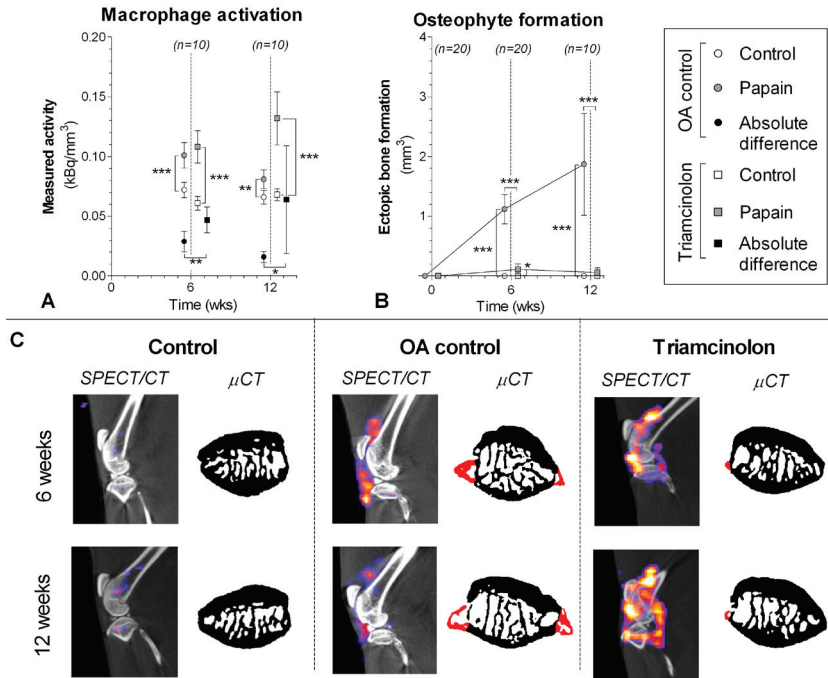 Macrophage activation
(n=10) (n=10)
Measured activity
(kBq/mm³)
0.20
0.15
0.10
0.05
0.00
*** *** ** ***
** *
6 12
Time (wks)
A
Osteophyte formation
(n=20) (n=20) (n=10)
Ectopic bone formation
(mm³)
4
3
2
1
0
***
***
*** ***
*
0 6 12
Time (wks)
B
OA control
Control
Papain
Absolute
difference
Triamcinolon
Control
Papain
Absolute
difference
C
Control OA control Triamcinolon
SPECT/CT μCT SPECT/CT μCT SPECT/CT μCT
6 weeks
12 weeks